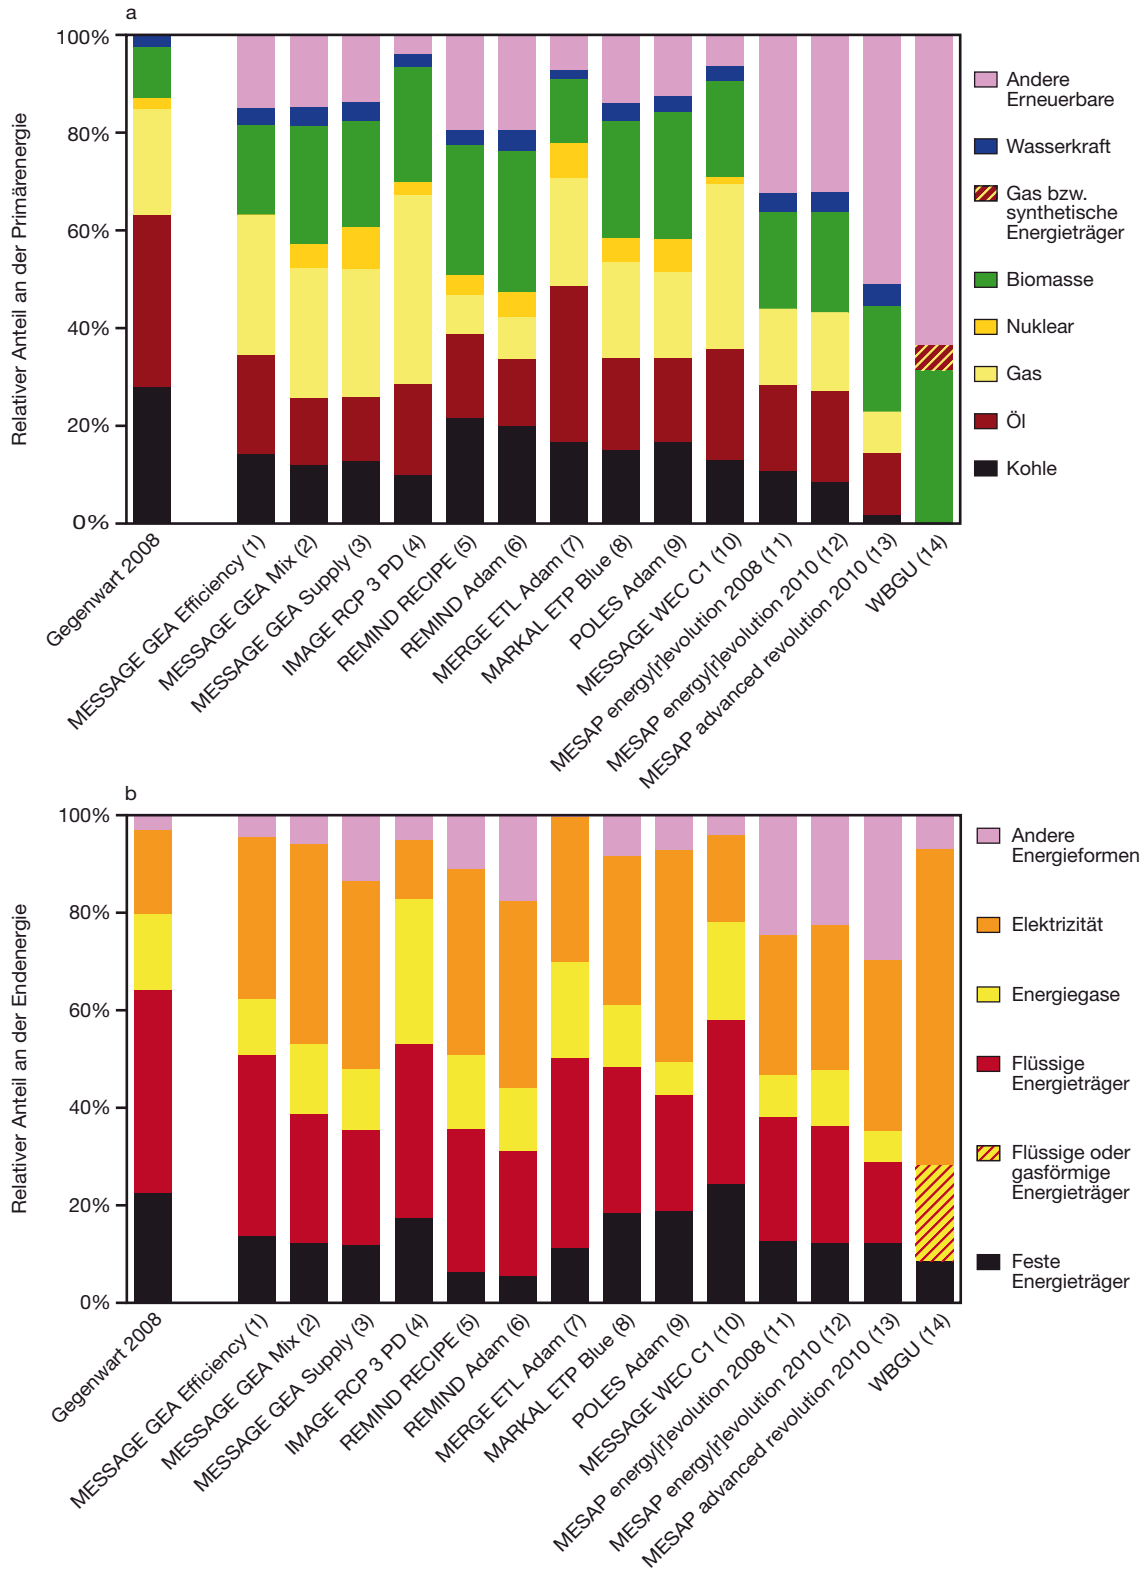 a
Relativer Anteil an der Primärenergie
100%
80%
60%
40%
20%
0%
Gegenwart 2008
MESSAGE GEA Efficiency (1)
MESSAGE GEA Mix (2)
MESSAGE GEA Supply (3)
IMAGE RCP 3 PD (4)
REMIND RECIPE (5)
REMIND Adam (6)
MERGE ETL Adam (7)
MARKAL ETP Blue (8)
POLES Adam (9)
MESSAGE WEC C1 (10)
MESAP energy[r]evolution 2008 (11)
MESAP energy[r]evolution 2010 (12)
MESAP advanced revolution 2010 (13)
WBGU (14)
Andere
Erneuerbare
Wasserkraft
Gas bzw.
synthetische
Energieträger
Biomasse
Nuklear
Gas
Öl
Kohle
b
Relativer Anteil an der Endenergie
100%
80%
60%
40%
20%
0%
Gegenwart 2008
MESSAGE GEA Efficiency (1)
MESSAGE GEA Mix (2)
MESSAGE GEA Supply (3)
IMAGE RCP 3 PD (4)
REMIND RECIPE (5)
REMIND Adam (6)
MERGE ETL Adam (7)
MARKAL ETP Blue (8)
POLES Adam (9)
MESSAGE WEC C1 (10)
MESAP energy[r]evolution 2008 (11)
MESAP energy[r]evolution 2010 (12)
MESAP advanced revolution 2010 (13)
WBGU (14)
Andere
Energieformen
Elektrizität
Energiegase
Flüssige
Energieträger
Flüssige oder
gasförmige
Energieträger
Feste
Energieträger